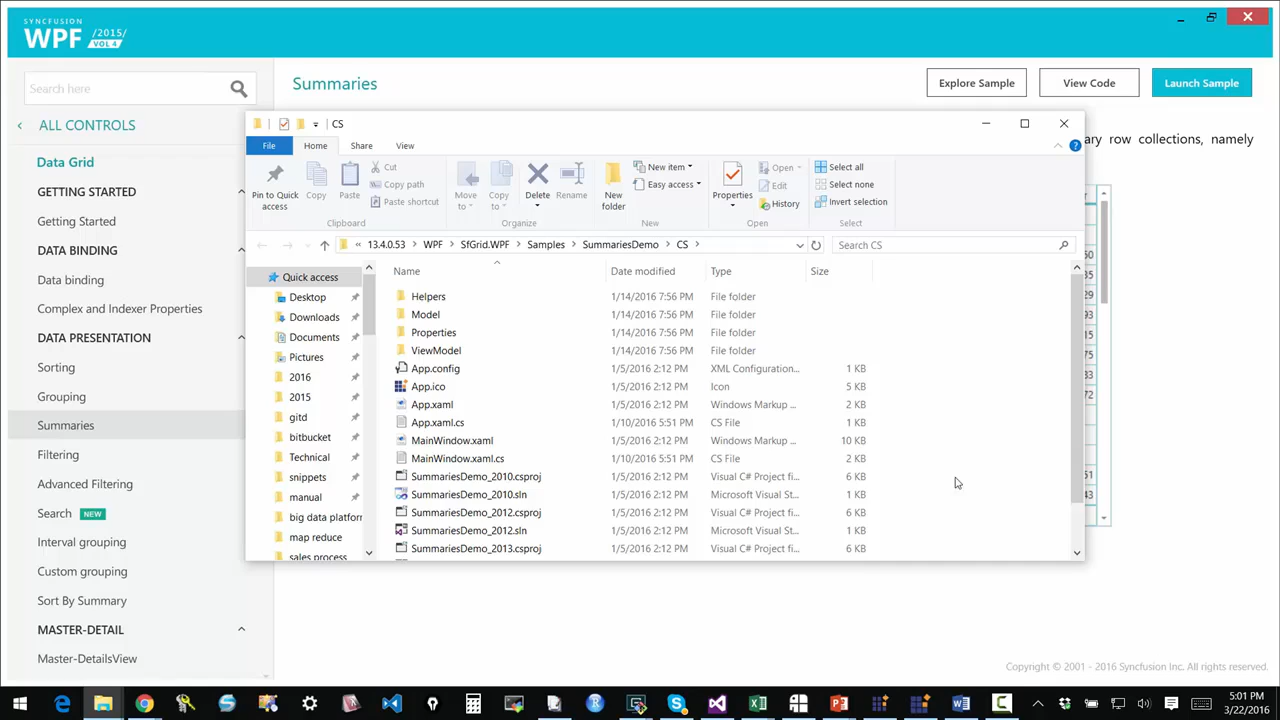 SYNCFUSION
WPF /2015/
VOL 4
Search here
ALL CONTROLS
Data Grid
GETTING STARTED
Getting Started
DATA BINDING
Data binding
Complex and Indexer Properties
DATA PRESENTATION
Sorting
Grouping
Summaries
Filtering
Advanced Filtering
Search NEW
Interval grouping
Custom grouping
Sort By Summary
MASTER-DETAIL
Master-DetailsView
Summaries
Explore Sample
View Code
Launch Sample
ary row collections, namely
CS
File Home Share View
Pin to Quick access
Copy
Paste
Cut
Copy path
Paste shortcut
Clipboard
Move to
Copy to
Delete
Rename
Organize
New folder
New item
Easy access
New
Properties
Open
Edit
History
Open
Select all
Select none
Invert selection
Select
« 13.4.0.53 > WPF > SfGrid.WPF > Samples > SummariesDemo > CS >
Search CS
Quick access
Desktop
Downloads
Documents
Pictures
2016
2015
gitd
bitbucket
Technical
snippets
manual
big data platforn
map reduce
sales process
Name Date modified Type Size
Helpers 1/14/2016 7:56 PM File folder
Model 1/14/2016 7:56 PM File folder
Properties 1/14/2016 7:56 PM File folder
ViewModel 1/14/2016 7:56 PM File folder
App.config 1/5/2016 2:12 PM XML Configuration... 1 KB
App.ico 1/5/2016 2:12 PM Icon 5 KB
App.xaml 1/5/2016 2:12 PM Windows Markup ... 2 KB
App.xaml.cs 1/10/2016 5:51 PM CS File 1 KB
MainWindow.xaml 1/5/2016 2:12 PM Windows Markup ... 10 KB
MainWindow.xaml.cs 1/10/2016 5:51 PM CS File 2 KB
SummariesDemo_2010.csproj 1/5/2016 2:12 PM Visual C# Project fi... 6 KB
SummariesDemo_2010.sln 1/5/2016 2:12 PM Microsoft Visual St... 1 KB
SummariesDemo_2012.csproj 1/5/2016 2:12 PM Visual C# Project fi... 6 KB
SummariesDemo_2012.sln 1/5/2016 2:12 PM Microsoft Visual St... 1 KB
SummariesDemo_2013.csproj 1/5/2016 2:12 PM Visual C# Project fi... 6 KB
Copyright © 2001 - 2016 Syncfusion Inc. All rights reserved.
5:01 PM
3/22/2016